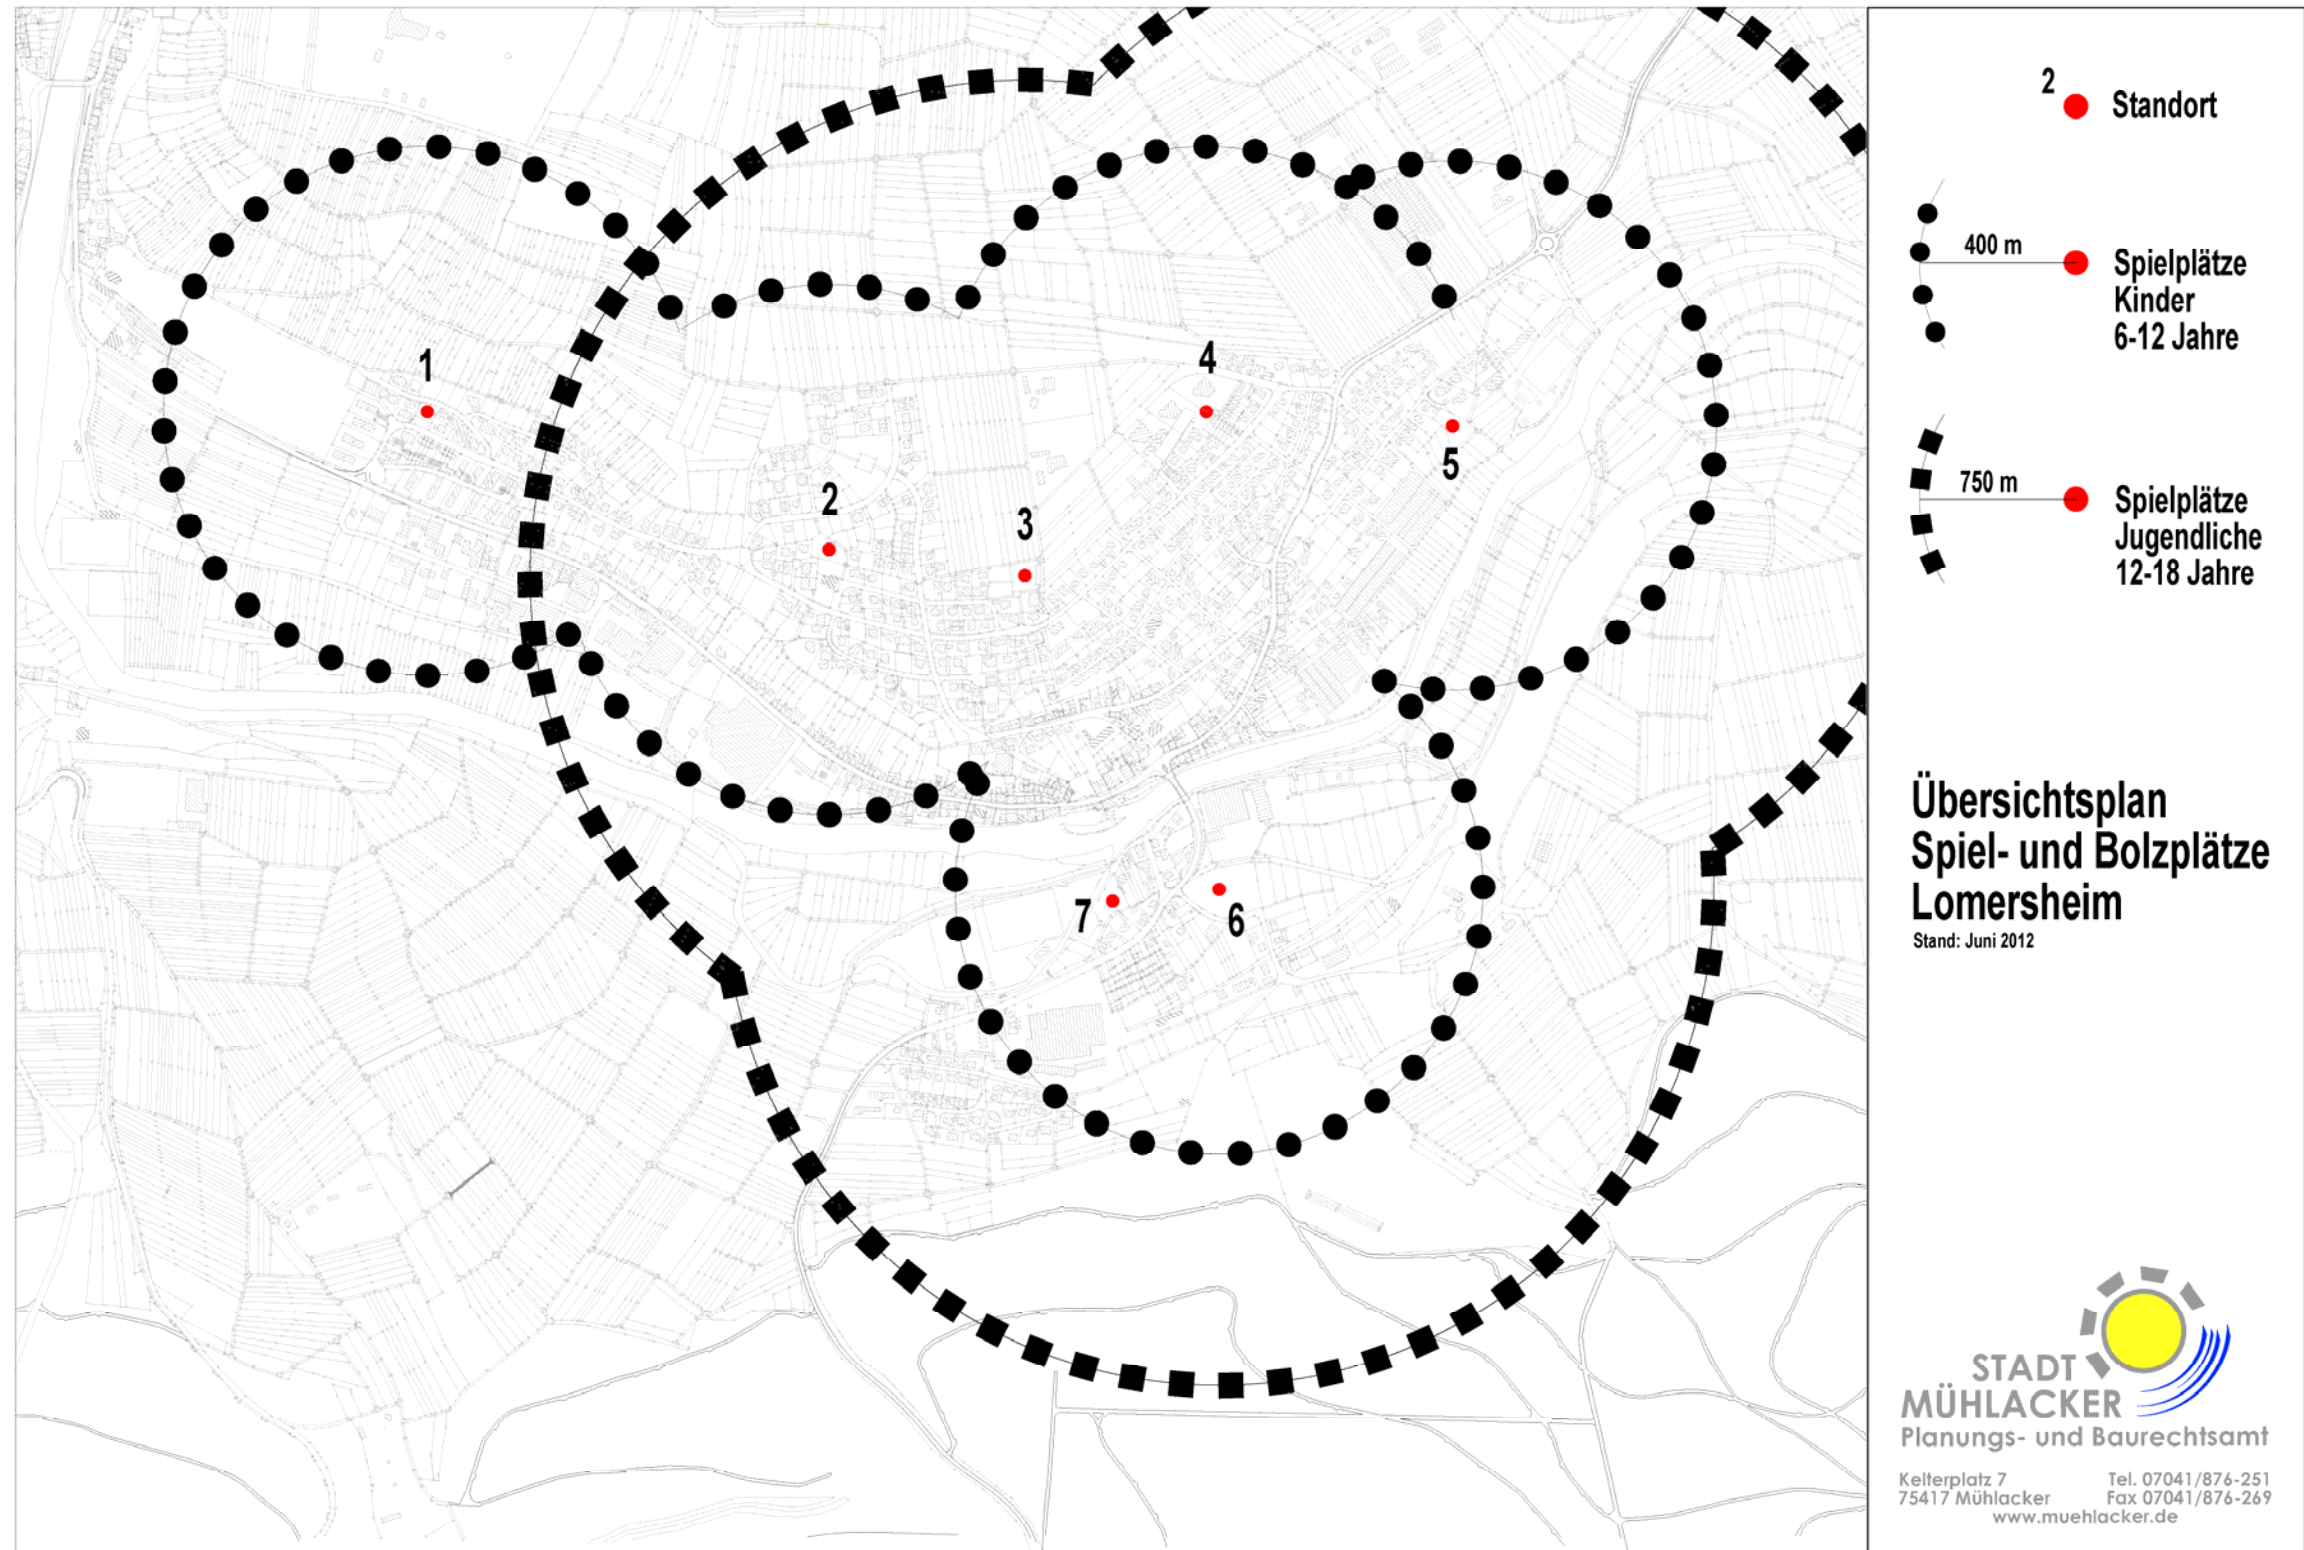 1
2
3
4
5
6
7
2
Standort
400 m
Spielplätze
Kinder
6-12 Jahre
750 m
Spielplätze
Jugendliche
12-18 Jahre
Übersichtsplan
Spiel- und Bolzplätze
Lomersheim
Stand: Juni 2012
STADT
MÜHLACKER
Planungs- und Baurechtsamt
Kelterplatz 7 Tel. 07041/876-251
75417 Mühlacker Fax 07041/876-269
www.muehlacker.de